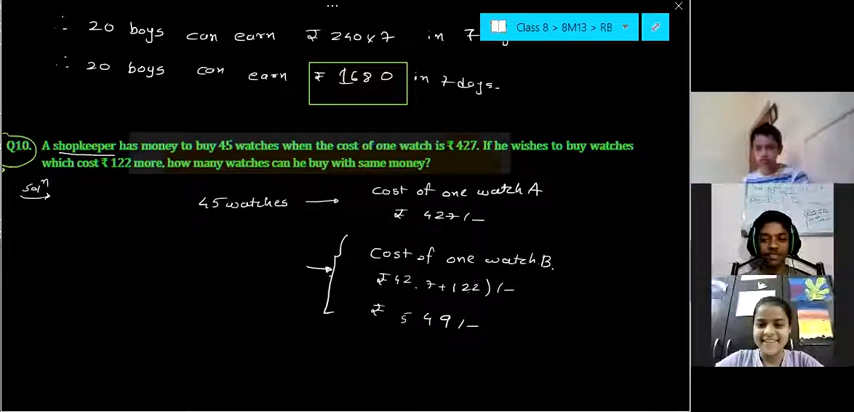 ...
∴ 20 boys can earn ₹ 240×7 in 7
Class 8 > 8M13 > RB
∴ 20 boys can earn ₹ 1680 in 7 days.
Q10. A shopkeeper has money to buy 45 watches when the cost of one watch is ₹ 427. If he wishes to buy watches
which cost ₹ 122 more, how many watches can he buy with same money?
Solⁿ
45 watches → cost of one watch A
₹ 427/-
cost of one watch B.
₹ 549/-